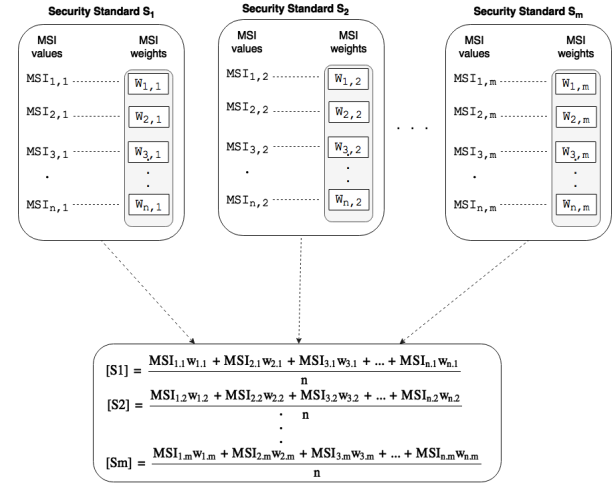 Security Standard S1
MSI values
MSI weights
MSI1,1 W1,1
MSI2,1 W2,1
MSI3,1 W3,1
.
MSIn,1 Wn,1
Security Standard S2
MSI values
MSI weights
MSI1,2 W1,2
MSI2,2 W2,2
MSI3,2 W3,2
.
MSIn,2 Wn,2
. . .
Security Standard Sm
MSI values
MSI weights
MSI1,m W1,m
MSI2,m W2,m
MSI3,m W3,m
.
MSIn,m Wn,m
[S1] = MSI1.1w1.1 + MSI2.1w2.1 + MSI3.1w3.1 + ... + MSIn.1wn.1
n
[S2] = MSI1.2w1.2 + MSI2.2w2.2 + MSI3.2w3.2 + ... + MSIn.2wn.2
n
.
.
.
[Sm] = MSI1.mw1.m + MSI2.mw2.m + MSI3.mw3.m + ... + MSIn.mwn.m
n